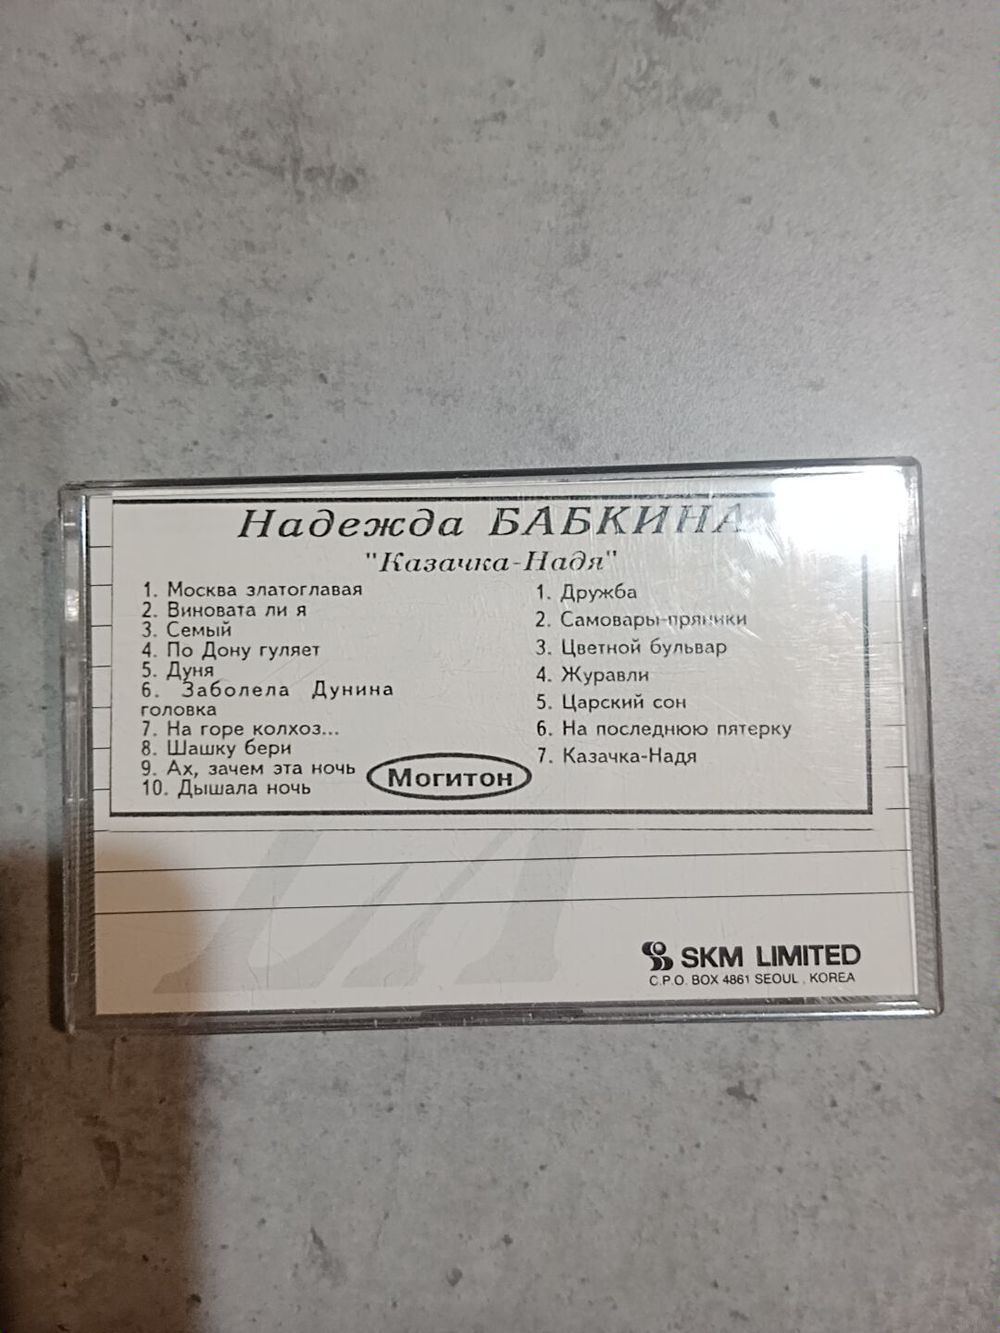 Надежда БАБКИНА
"Казачка-Надя"
1. Москва златоглавая
2. Виновата ли я
3. Семый
4. По Дону гуляет
5. Дуня
6. Заболела Дунина
головка
7. На горе колхоз...
8. Шашку бери
9. Ах, зачем эта ночь
10. Дышала ночь
Могитон
1. Дружба
2. Самовары-пряники
3. Цветной бульвар
4. Журавли
5. Царский сон
6. На последнюю пятерку
7. Казачка-Надя
SKM LIMITED
C.P.O. BOX 4861 SEOUL, KOREA